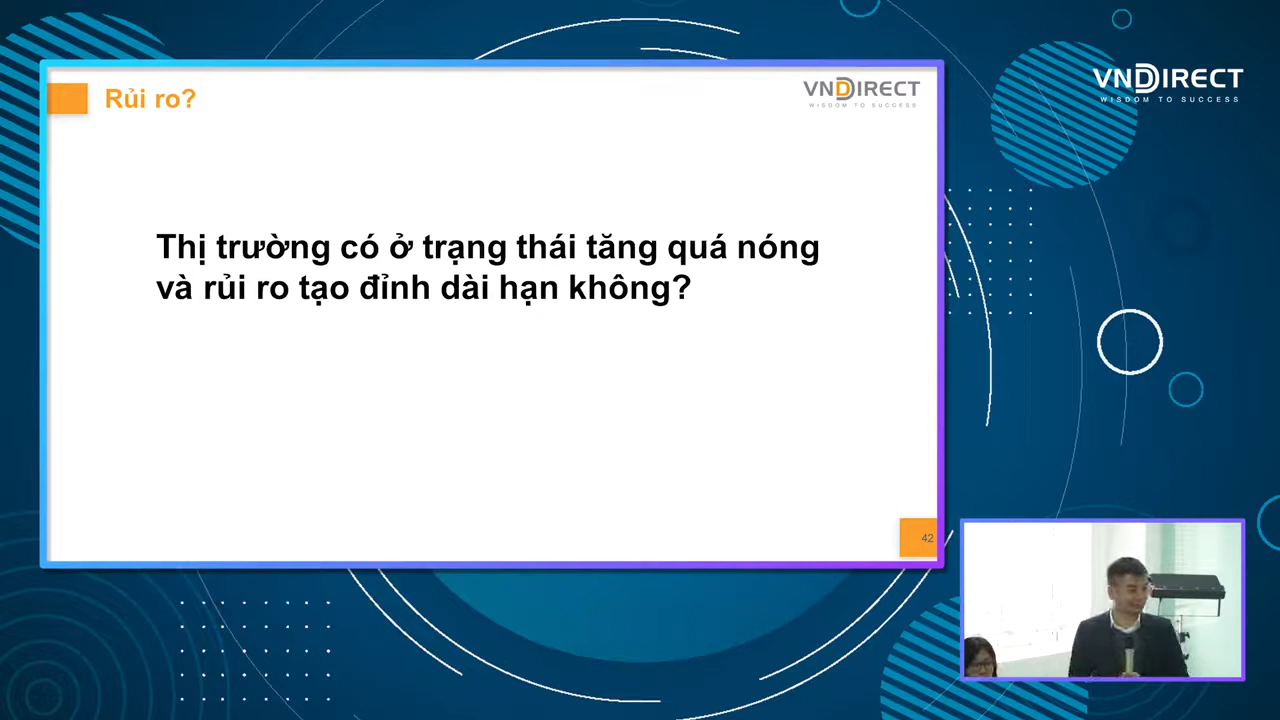 Rủi ro?
VNDIRECT
WISDOM TO SUCCESS
VNDIRECT
WISDOM TO SUCCESS
Thị trường có ở trạng thái tăng quá nóng
và rủi ro tạo đỉnh dài hạn không?
42